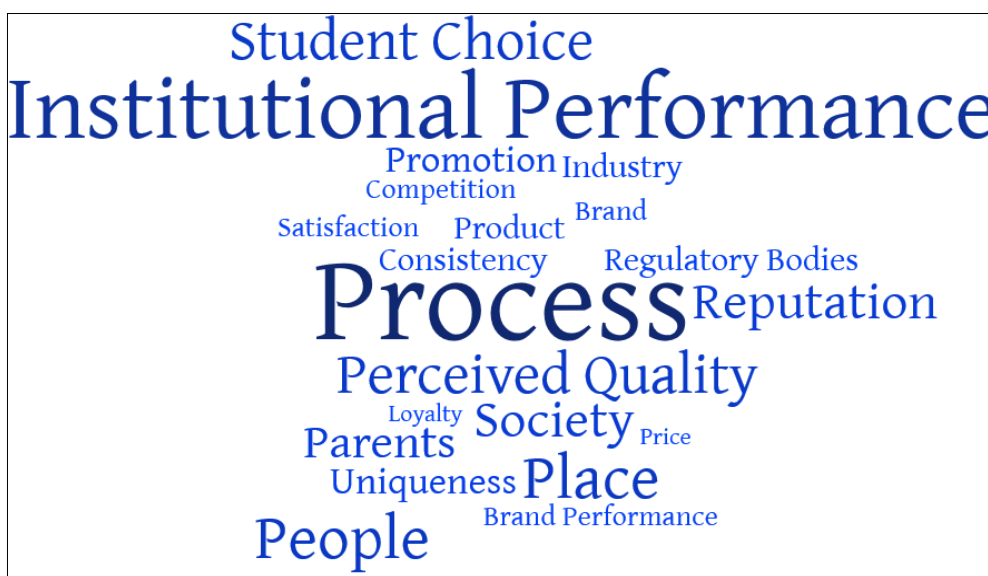 Student Choice
Institutional Performance
Promotion Industry
Competition
Brand
Satisfaction Product
Consistency Regulatory Bodies
Process Reputation
Perceived Quality
Loyalty Society Price
Parents
Uniqueness Place
Brand Performance
People